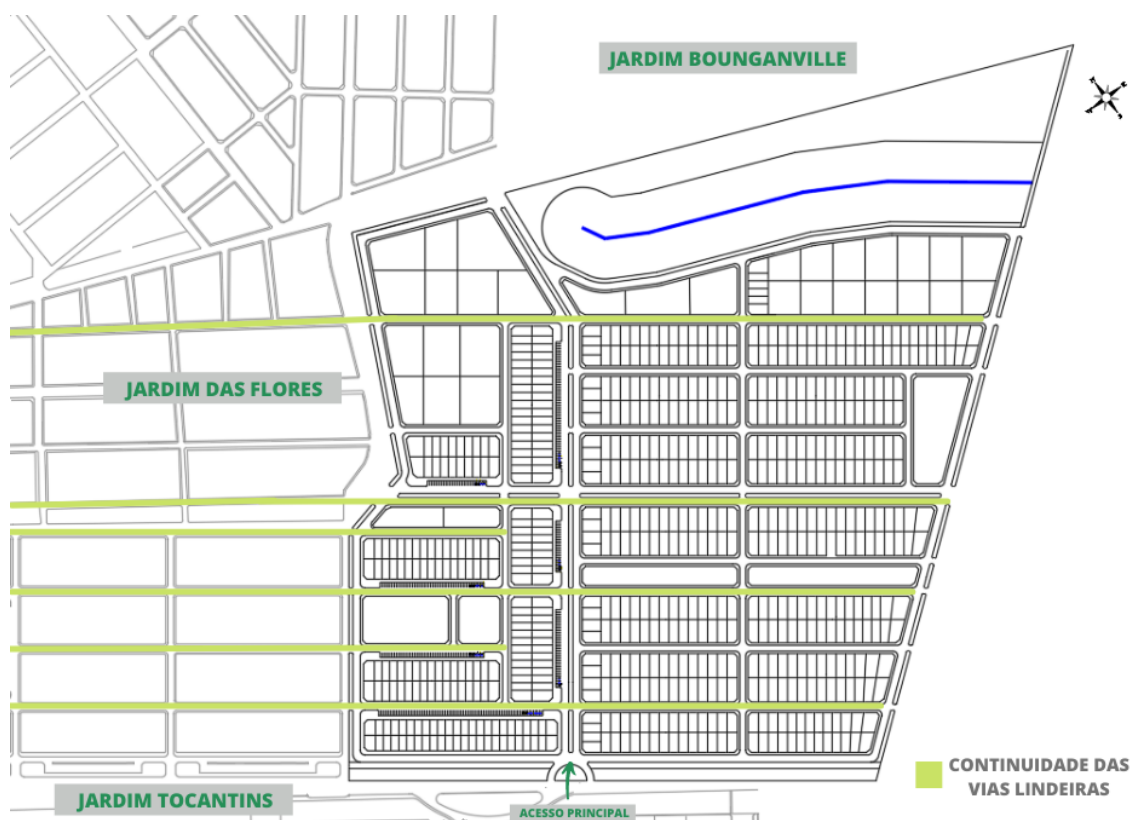 JARDIM BOUNGANVILLE
JARDIM DAS FLORES
CONTINUIDADE DAS
VIAS LINDEIRAS
JARDIM TOCANTINS
ACESSO PRINCIPAL